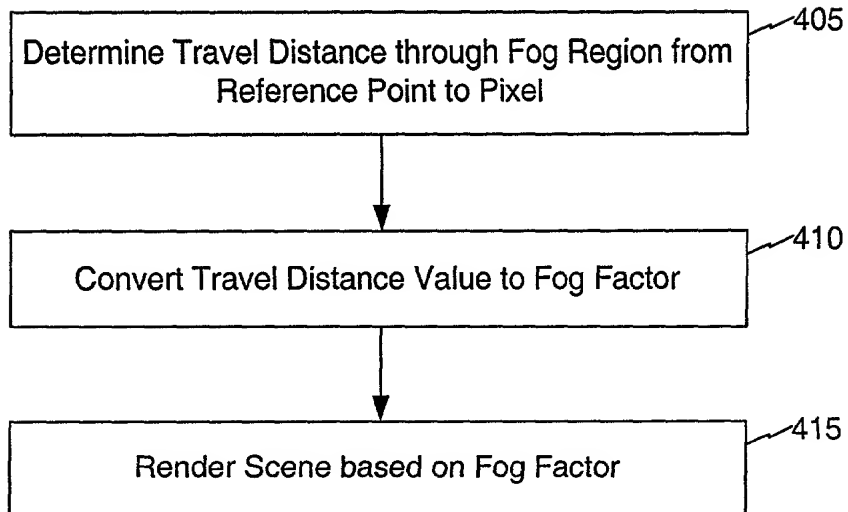 405
Determine Travel Distance through Fog Region from
Reference Point to Pixel
410
Convert Travel Distance Value to Fog Factor
415
Render Scene based on Fog Factor